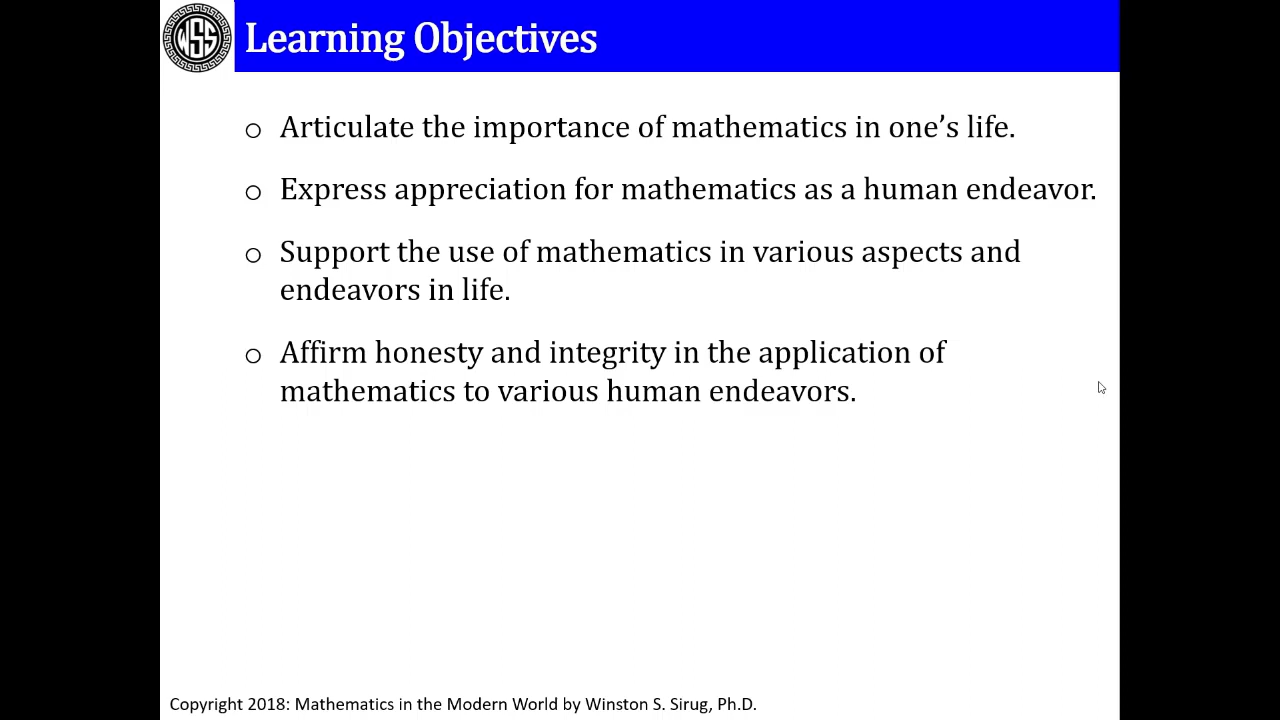 WSS
Learning Objectives
o Articulate the importance of mathematics in one’s life.
o Express appreciation for mathematics as a human endeavor.
o Support the use of mathematics in various aspects and
endeavors in life.
o Affirm honesty and integrity in the application of
mathematics to various human endeavors.
Copyright 2018: Mathematics in the Modern World by Winston S. Sirug, Ph.D.